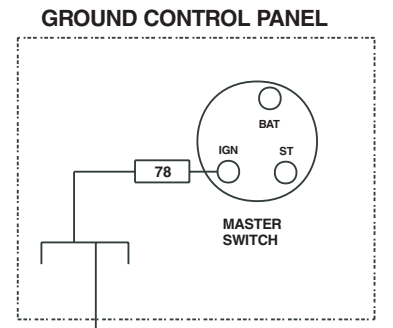 GROUND CONTROL PANEL
BAT
IGN
ST
78
MASTER
SWITCH